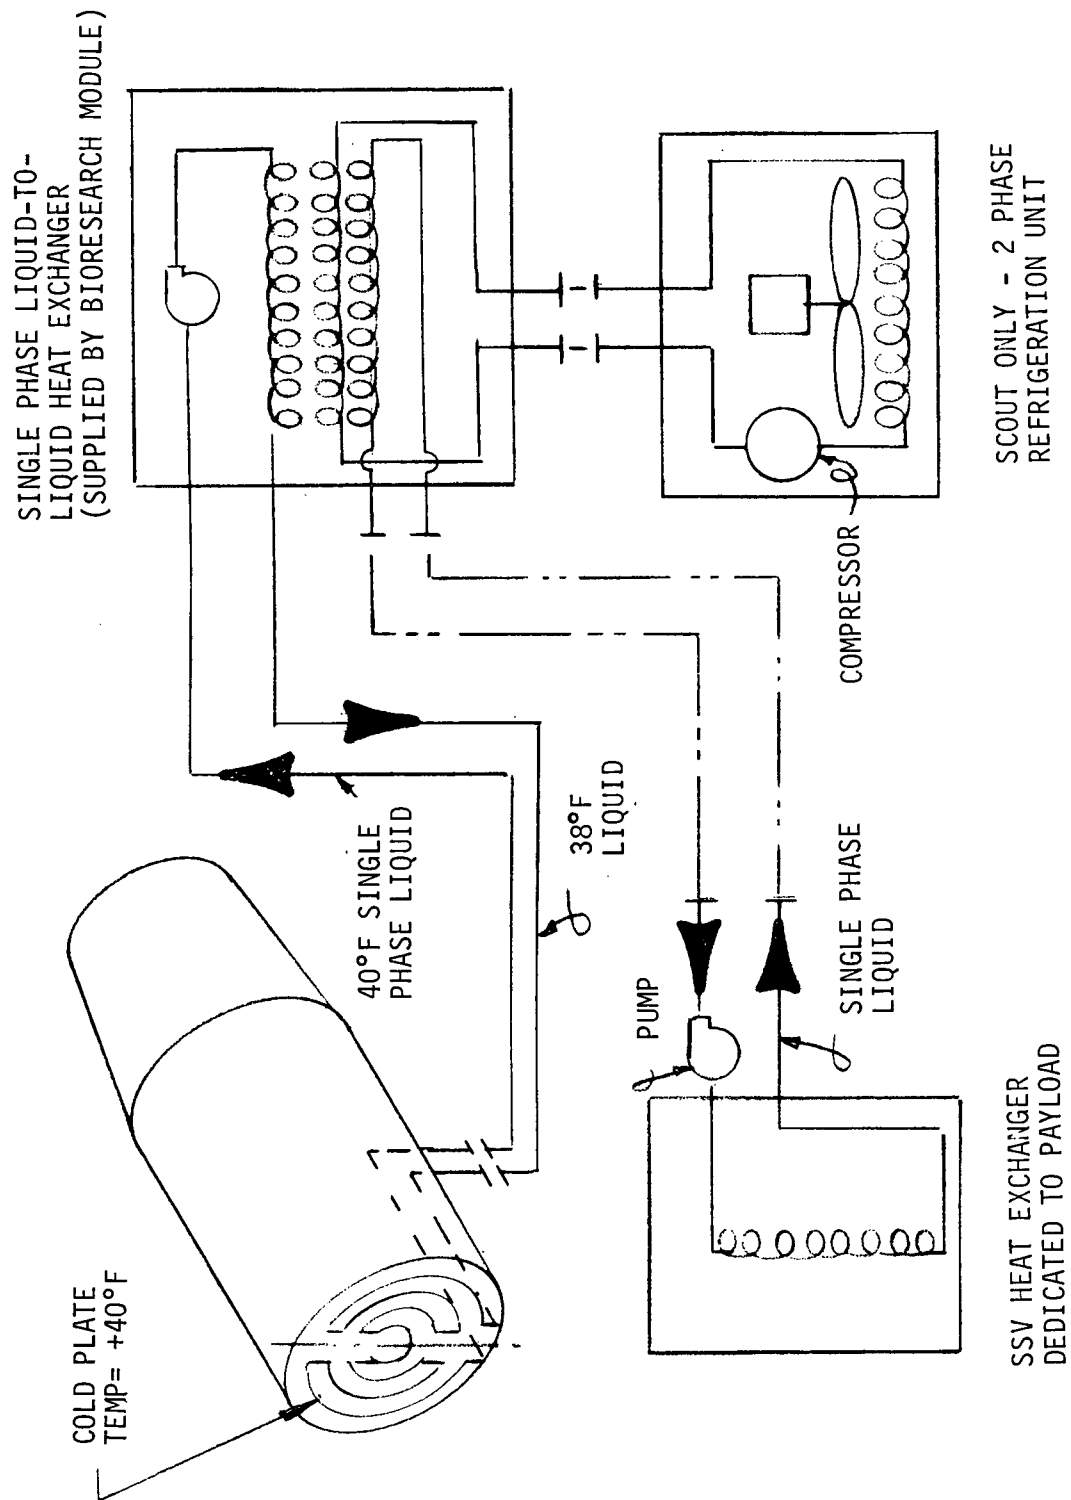 COLD PLATE
TEMP= +40°F
40°F SINGLE
PHASE LIQUID
38°F
LIQUID
SINGLE PHASE LIQUID-TO-
LIQUID HEAT EXCHANGER
(SUPPLIED BY BIORESEARCH MODULE)
PUMP
SINGLE PHASE
LIQUID
COMPRESSOR
SSV HEAT EXCHANGER
DEDICATED TO PAYLOAD
SCOUT ONLY - 2 PHASE
REFRIGERATION UNIT